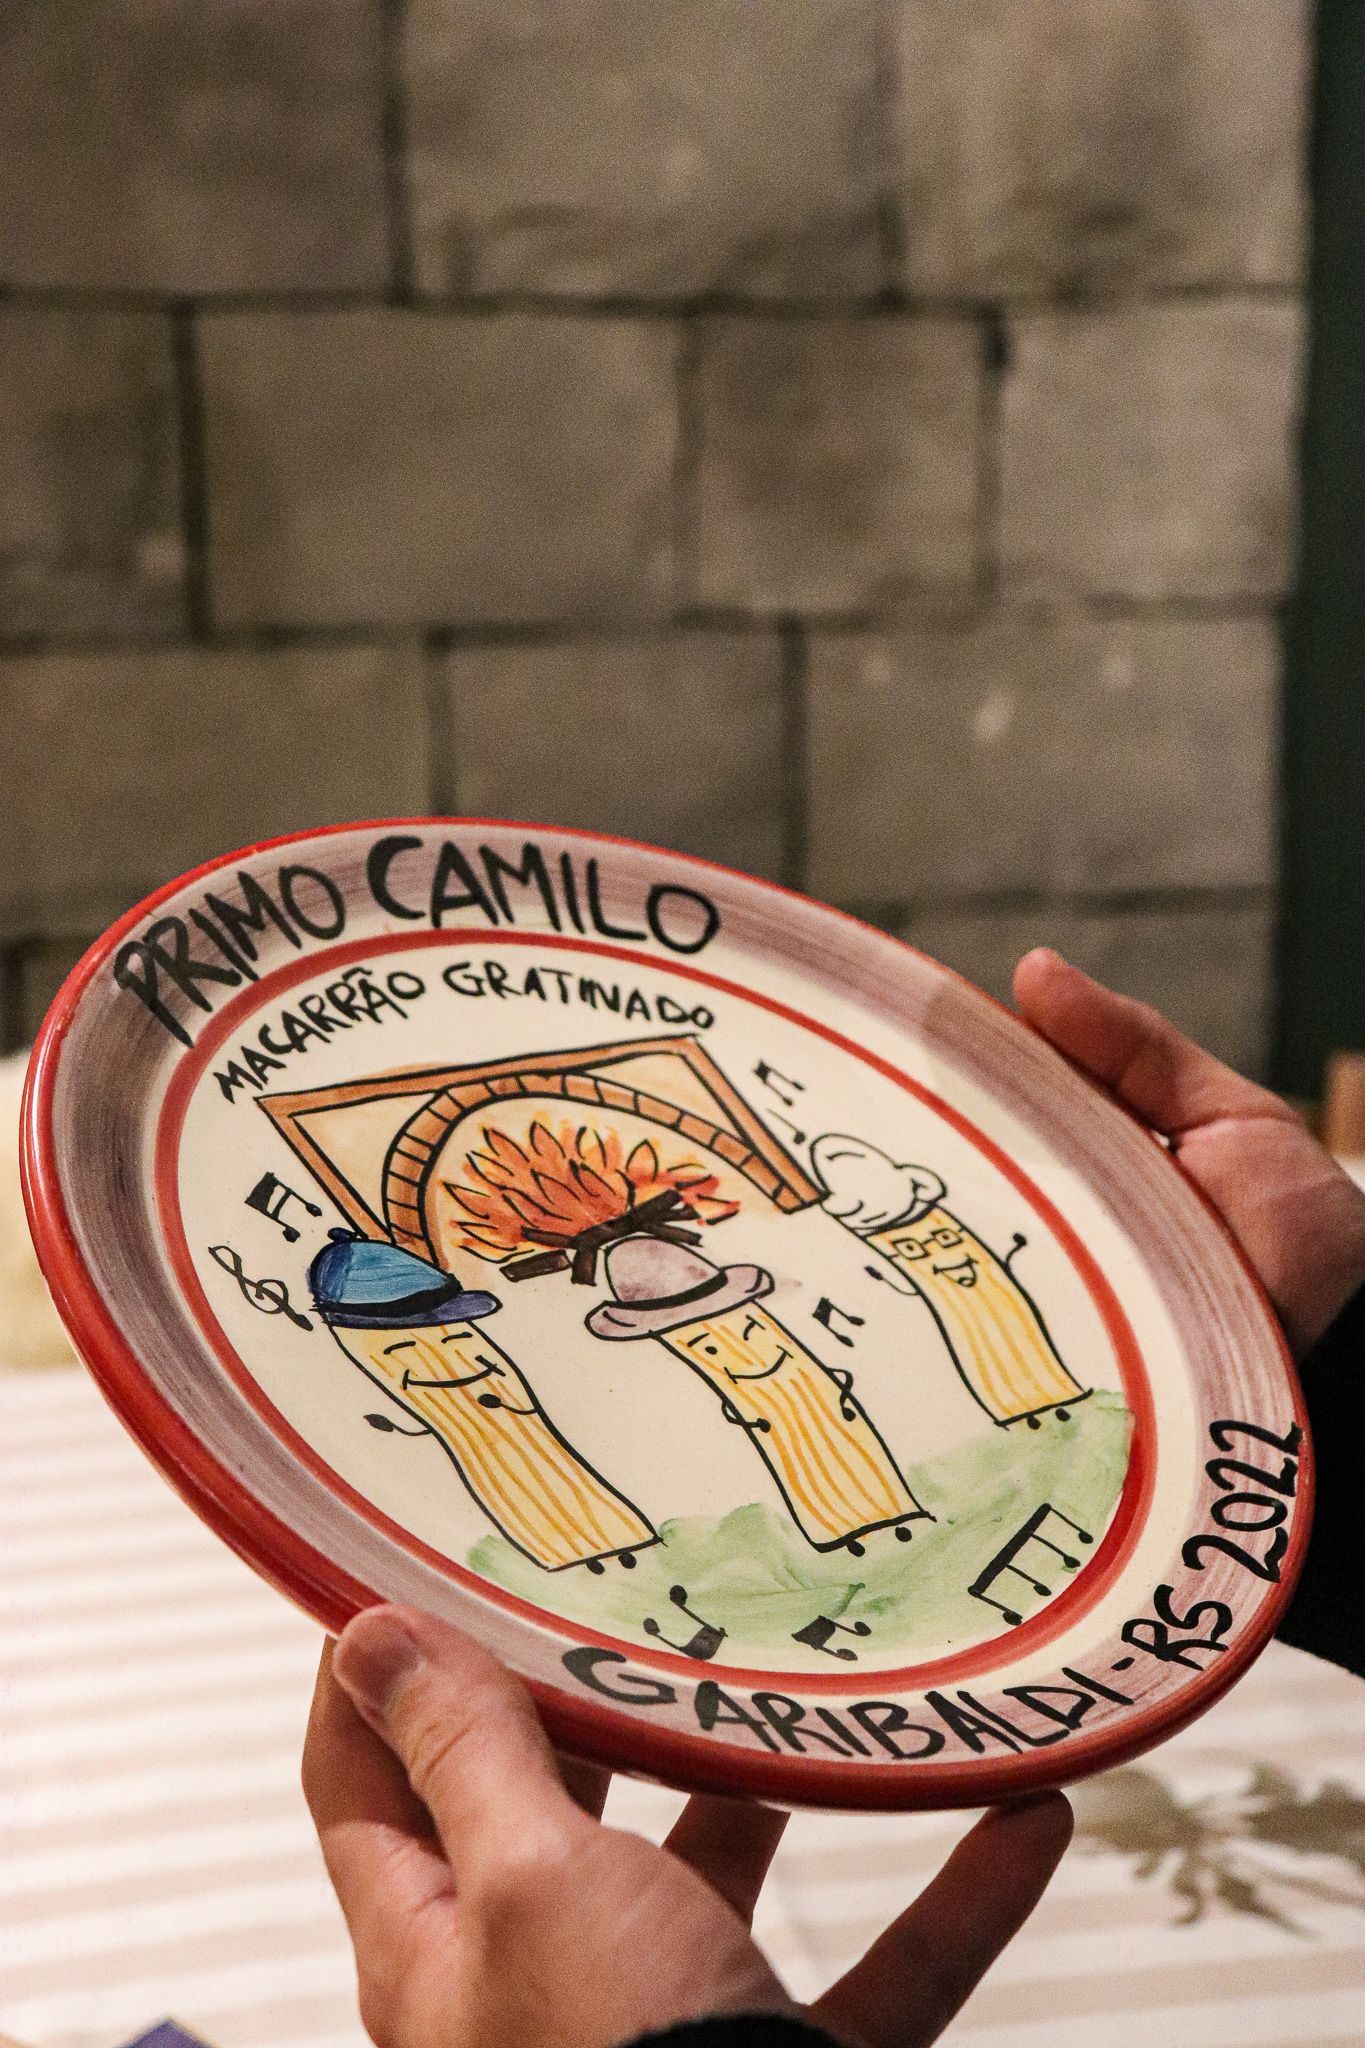 PRIMO CAMILO
MACARRÃO GRATINADO
GARIBALDI-RS 2022